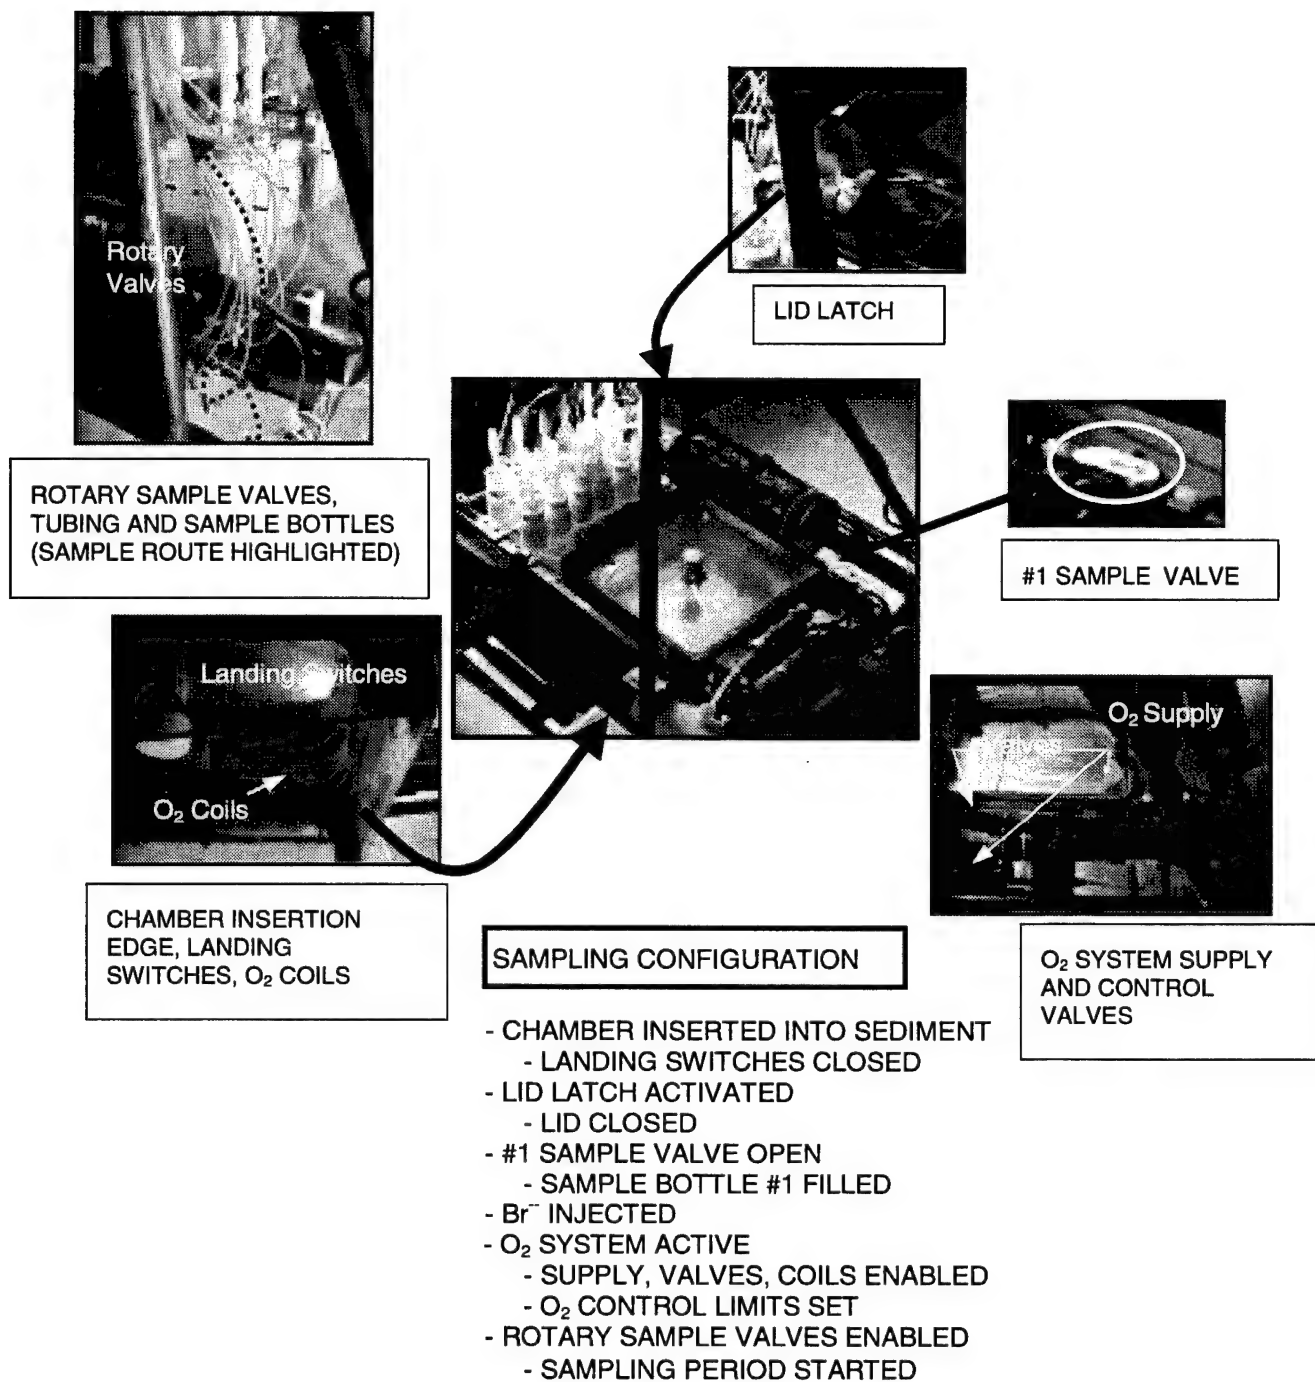 Rotary
Valves
LID LATCH
ROTARY SAMPLE VALVES,
TUBING AND SAMPLE BOTTLES
(SAMPLE ROUTE HIGHLIGHTED)
#1 SAMPLE VALVE
Landing Switches
O₂ Coils
O₂ Supply
CHAMBER INSERTION
EDGE, LANDING
SWITCHES, O₂ COILS
O₂ SYSTEM SUPPLY
AND CONTROL
VALVES
SAMPLING CONFIGURATION
- CHAMBER INSERTED INTO SEDIMENT
- LANDING SWITCHES CLOSED
- LID LATCH ACTIVATED
- LID CLOSED
- #1 SAMPLE VALVE OPEN
- SAMPLE BOTTLE #1 FILLED
- Br⁻ INJECTED
- O₂ SYSTEM ACTIVE
- SUPPLY, VALVES, COILS ENABLED
- O₂ CONTROL LIMITS SET
- ROTARY SAMPLE VALVES ENABLED
- SAMPLING PERIOD STARTED